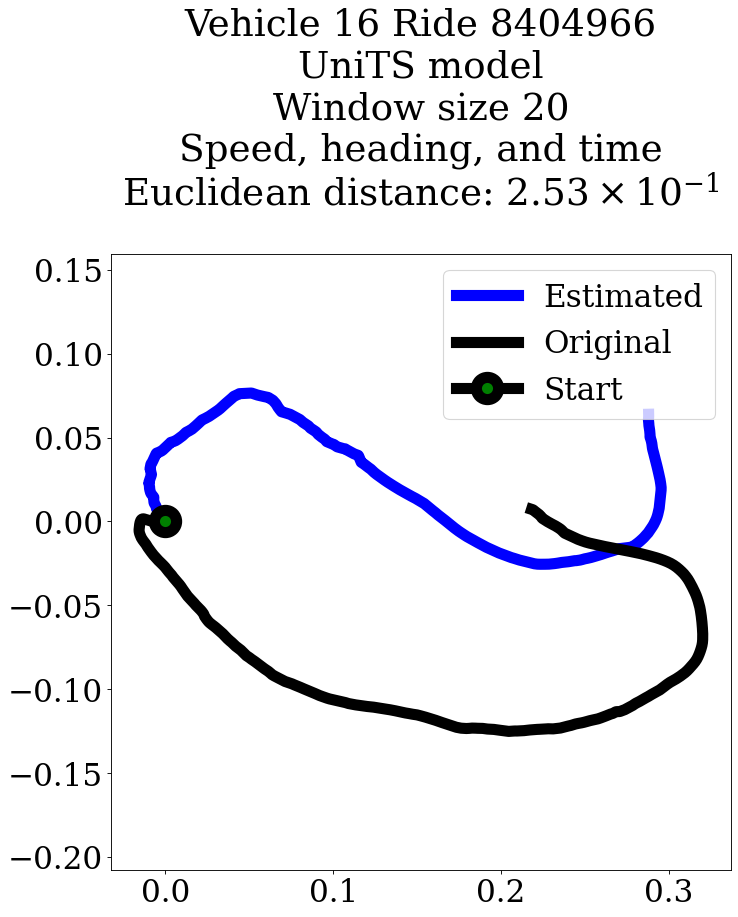 Vehicle 16 Ride 8404966
UniTS model
Window size 20
Speed, heading, and time
Euclidean distance: 2.53 × 10⁻¹
0.15
0.10
0.05
0.00
−0.05
−0.10
−0.15
−0.20
Estimated
Original
Start
0.0 0.1 0.2 0.3